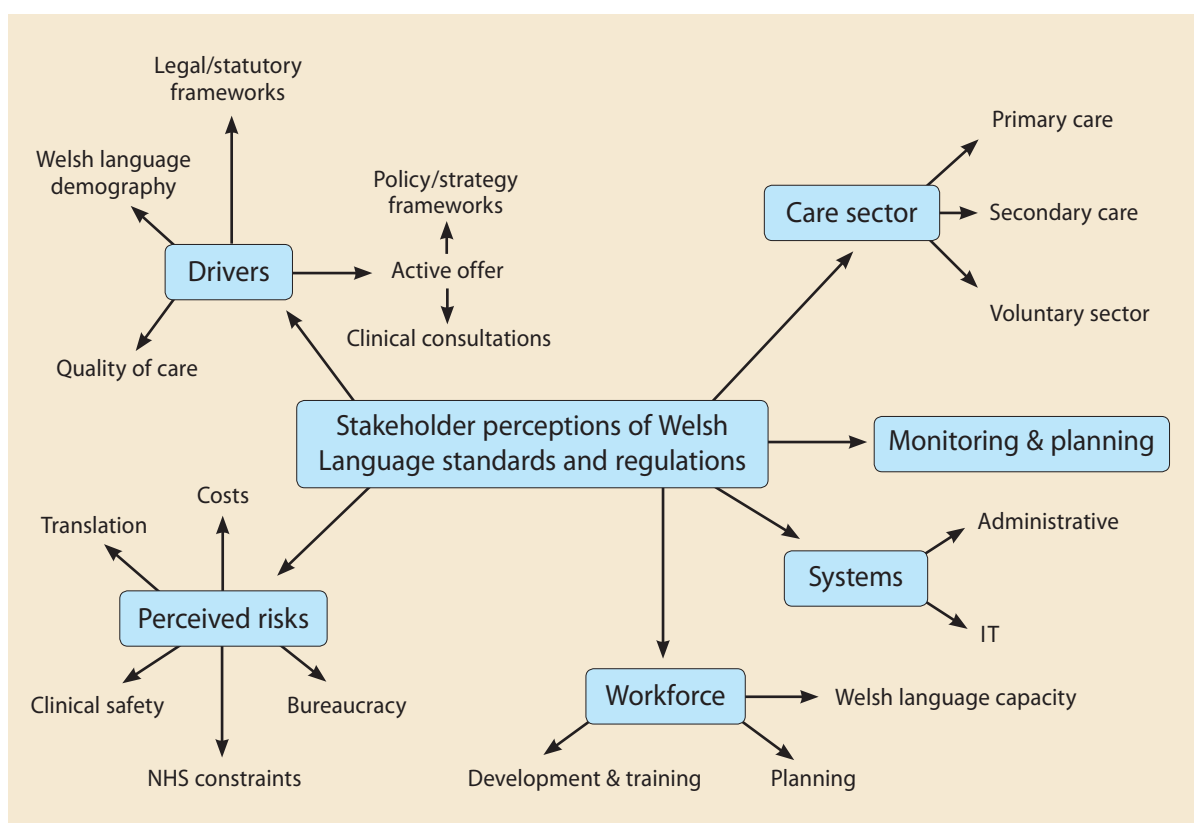 Legal/statutory
frameworks
Welsh language
demography
Policy/strategy
frameworks
Drivers
Active offer
Clinical consultations
Quality of care
Primary care
Care sector
Secondary care
Voluntary sector
Stakeholder perceptions of Welsh
Language standards and regulations
Monitoring & planning
Costs
Translation
Perceived risks
Clinical safety
Bureaucracy
NHS constraints
Administrative
Systems
IT
Workforce
Welsh language capacity
Development & training
Planning